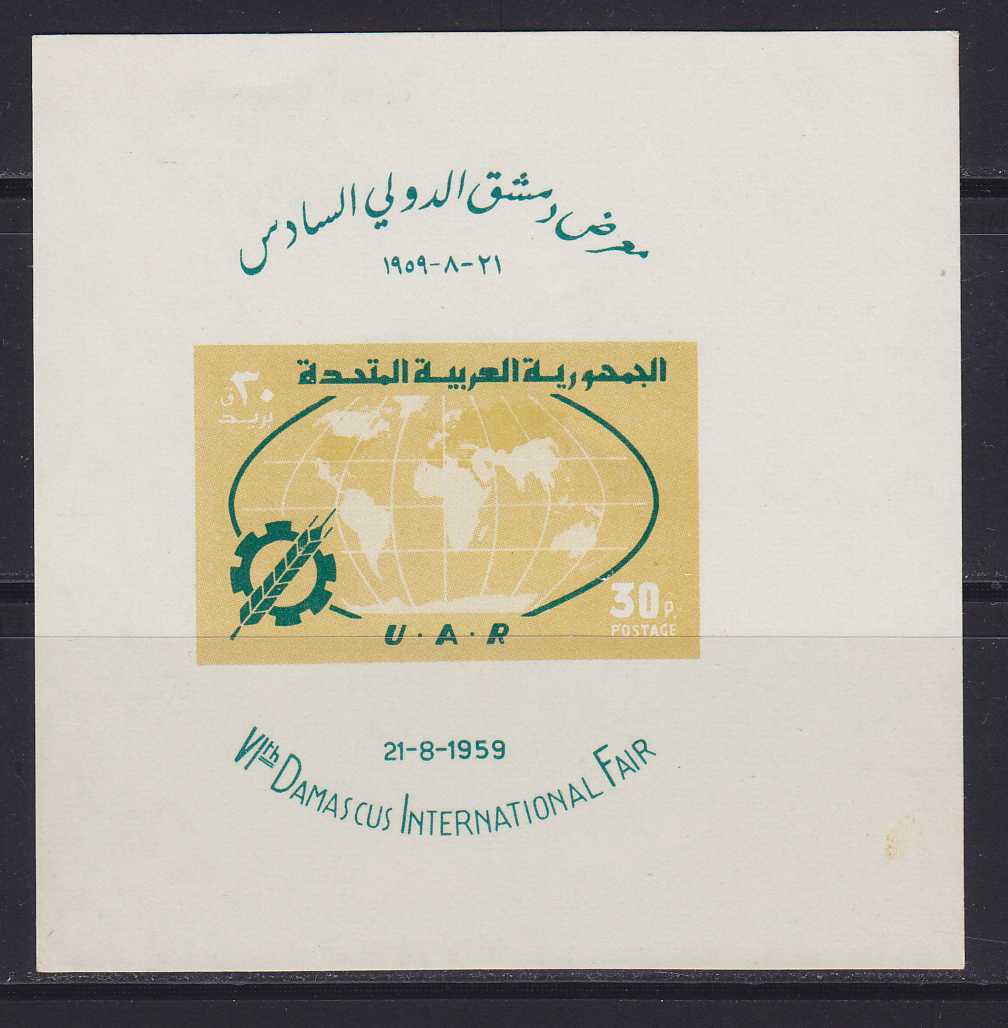 معرض دمشق الدولي السادس
٢١-٨-١٩٥٩
الجمهورية العربية المتحدة
٣٠ ق
بريد
30 P
POSTAGE
U·A·R
21-8-1959
VIth DAMASCUS INTERNATIONAL FAIR